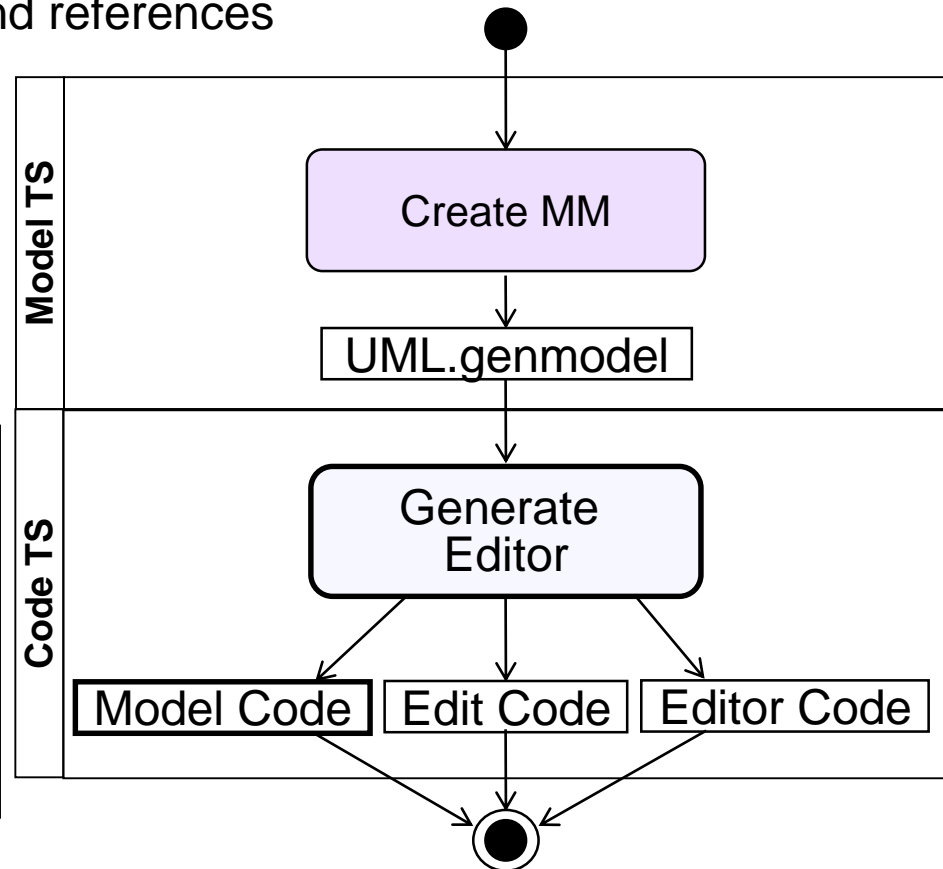 nd references
Model TS
Create MM
UML.genmodel
Code TS
Generate
Editor
Model Code
Edit Code
Editor Code